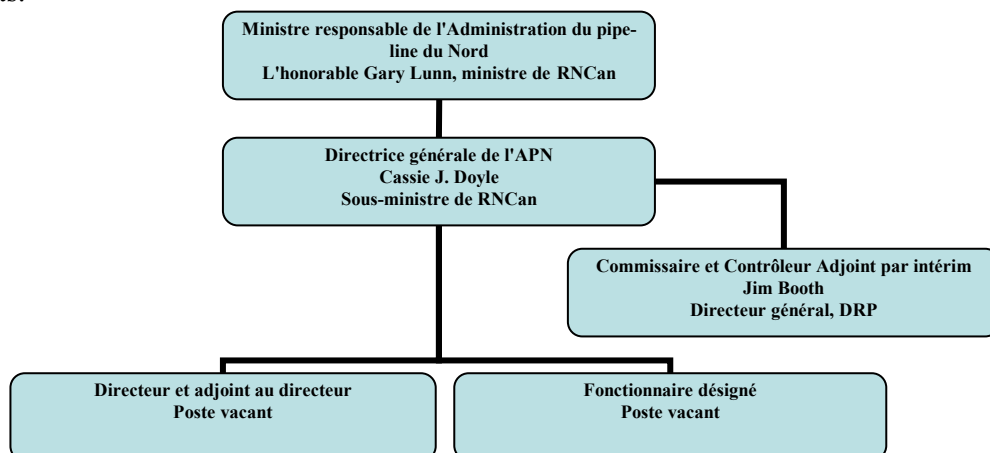 Ministre responsable de l'Administration du pipe-
line du Nord
L'honorable Gary Lunn, ministre de RNCan
Directrice générale de l'APN
Cassie J. Doyle
Sous-ministre de RNCan
Commissaire et Contrôleur Adjoint par intérim
Jim Booth
Directeur général, DRP
Directeur et adjoint au directeur
Poste vacant
Fonctionnaire désigné
Poste vacant